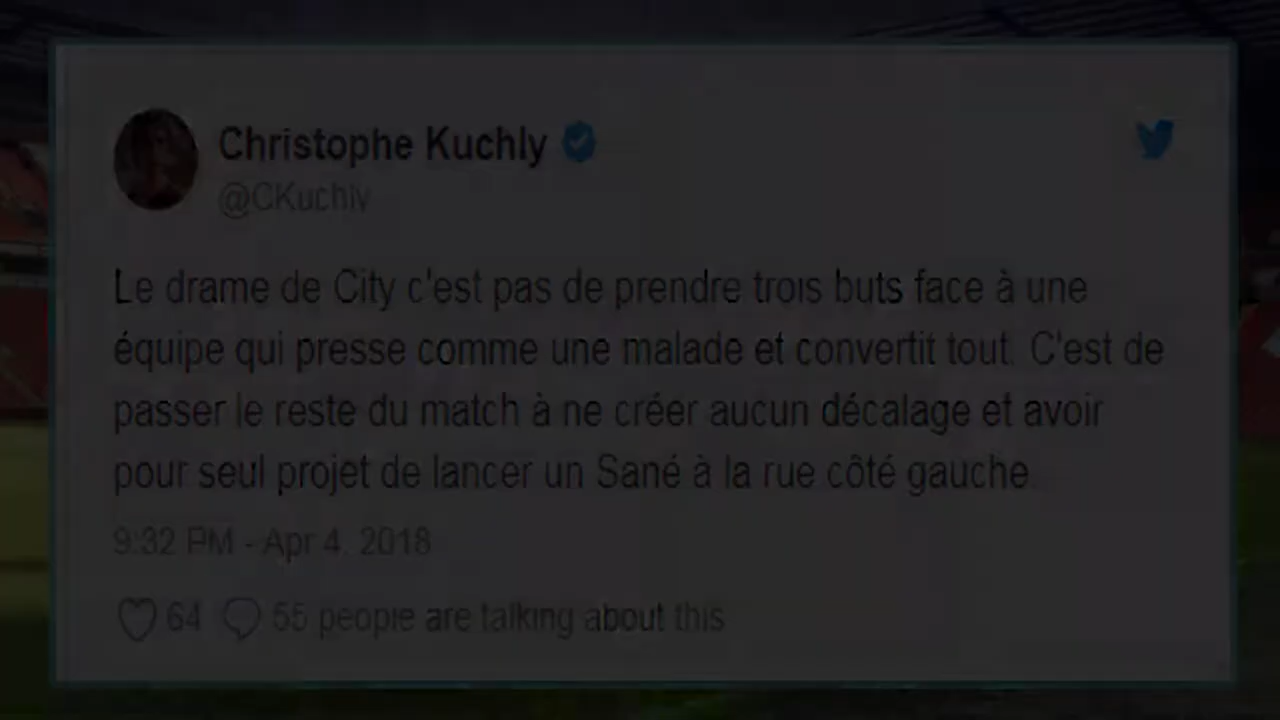 Christophe Kuchly
@CKuchly
Le drame de City c'est pas de prendre trois buts face à une
équipe qui presse comme une malade et convertit tout. C'est de
passer le reste du match à ne créer aucun décalage et avoir
pour seul projet de lancer un Sané à la rue côté gauche.
9:32 PM - Apr 4, 2018
64 55 people are talking about this